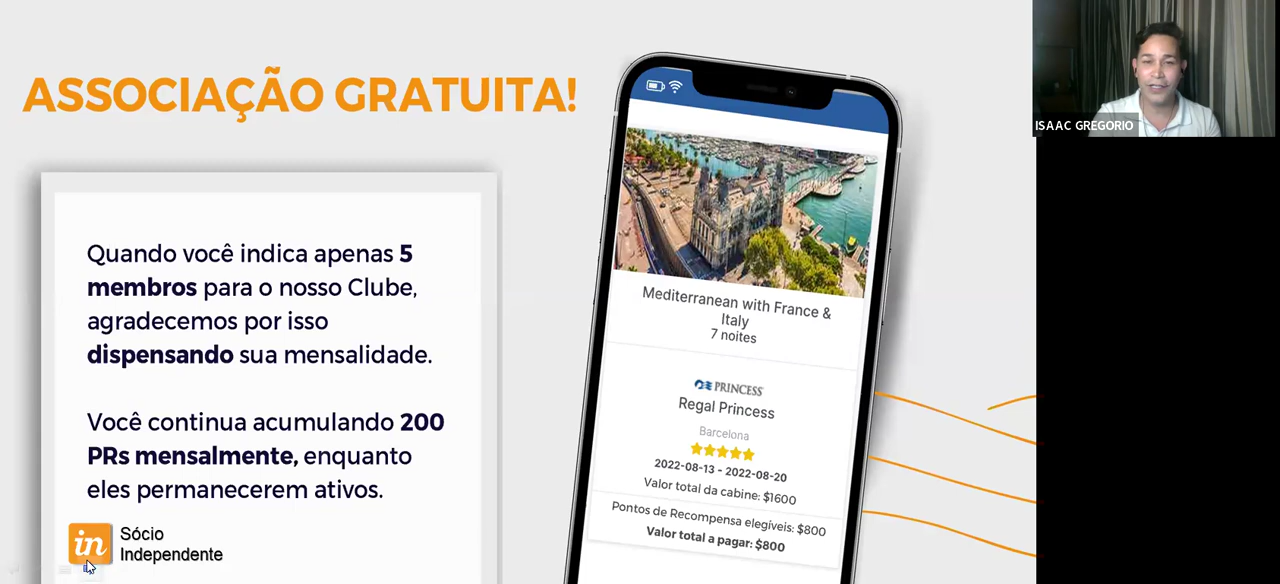 ASSOCIAÇÃO GRATUITA!
Quando você indica apenas 5
membros para o nosso Clube,
agradecemos por isso
dispensando sua mensalidade.
Você continua acumulando 200
PRs mensalmente, enquanto
eles permanecerem ativos.
in
Sócio
Independente
Mediterranean with France &
Italy
7 noites
PRINCESS
Regal Princess
Barcelona
2022-08-13 - 2022-08-20
Valor total da cabine: $1600
Pontos de Recompensa elegíveis: $800
Valor total a pagar: $800
ISAAC GREGORIO